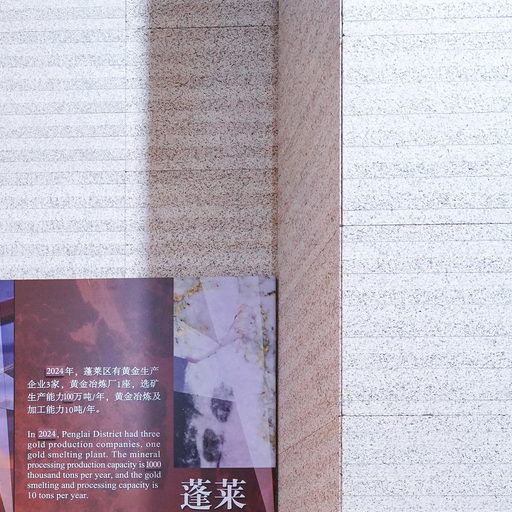 2024年，蓬莱区有黄金生产
企业3家，黄金冶炼厂1座，选矿
生产能力100万吨/年，黄金冶炼及
加工能力10吨/年。
In 2024, Penglai District had three
gold production companies, one
gold smelting plant. The mineral
processing production capacity is 1000
thousand tons per year, and the gold
smelting and processing capacity is
10 tons per year.
蓬莱